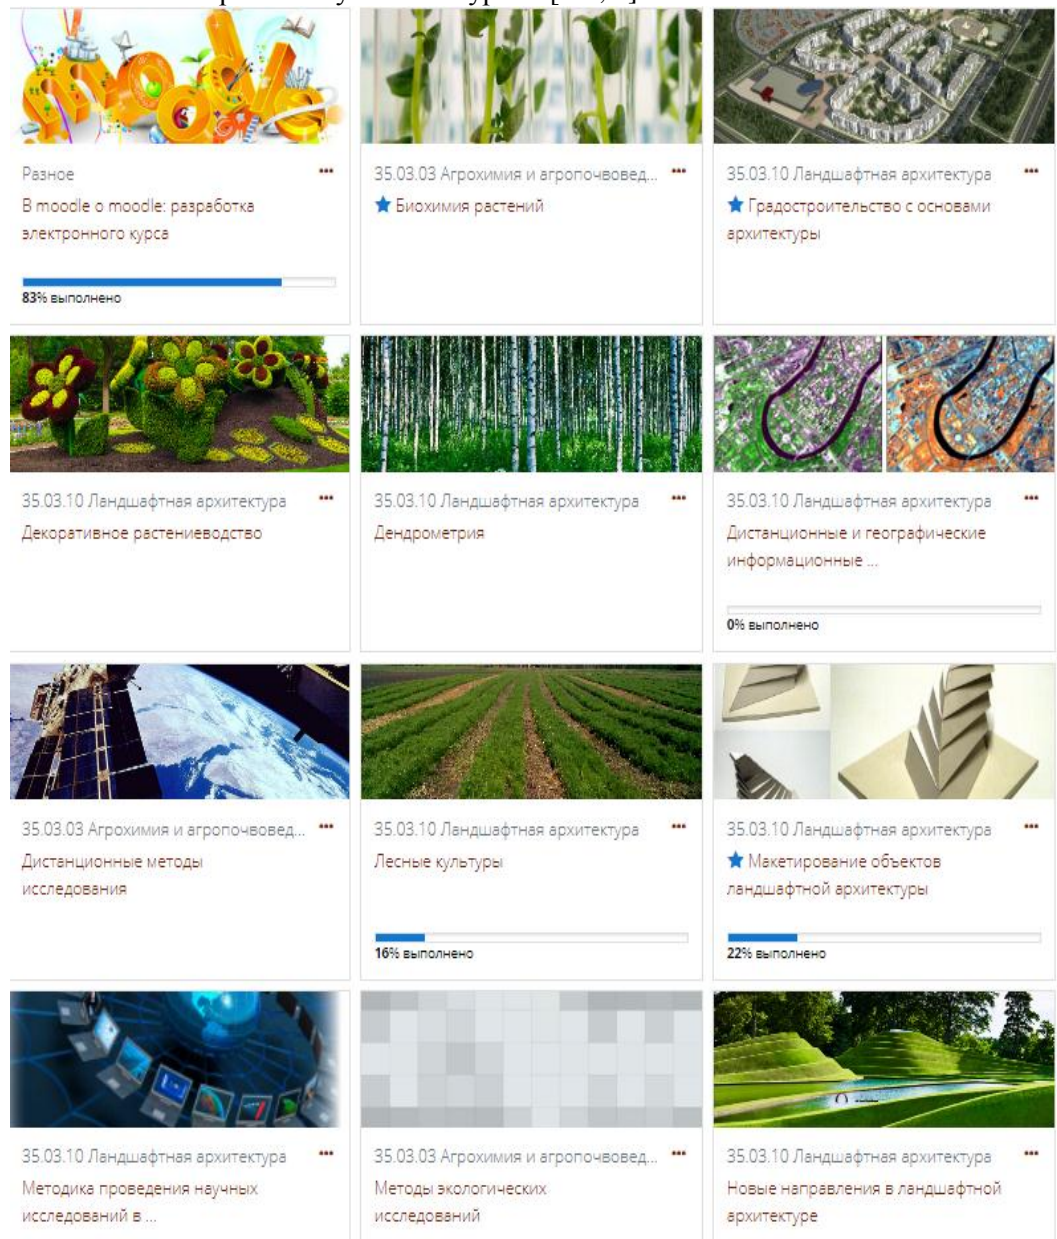 moodle
Разное
В moodle о moodle: разработка
электронного курса
83% выполнено
35.03.03 Агрохимия и агропочвовед...
Биохимия растений
35.03.10 Ландшафтная архитектура
Градостроительство с основами
архитектуры
35.03.10 Ландшафтная архитектура
Декоративное растениеводство
35.03.10 Ландшафтная архитектура
Дендрометрия
35.03.10 Ландшафтная архитектура
Дистанционные и географические
информационные ...
0% выполнено
35.03.03 Агрохимия и агропочвовед...
Дистанционные методы
исследования
35.03.10 Ландшафтная архитектура
Лесные культуры
16% выполнено
35.03.10 Ландшафтная архитектура
Макетирование объектов
ландшафтной архитектуры
22% выполнено
35.03.10 Ландшафтная архитектура
Методика проведения научных
исследований в ...
35.03.03 Агрохимия и агропочвовед...
Методы экологических
исследований
35.03.10 Ландшафтная архитектура
Новые направления в ландшафтной
архитектуре